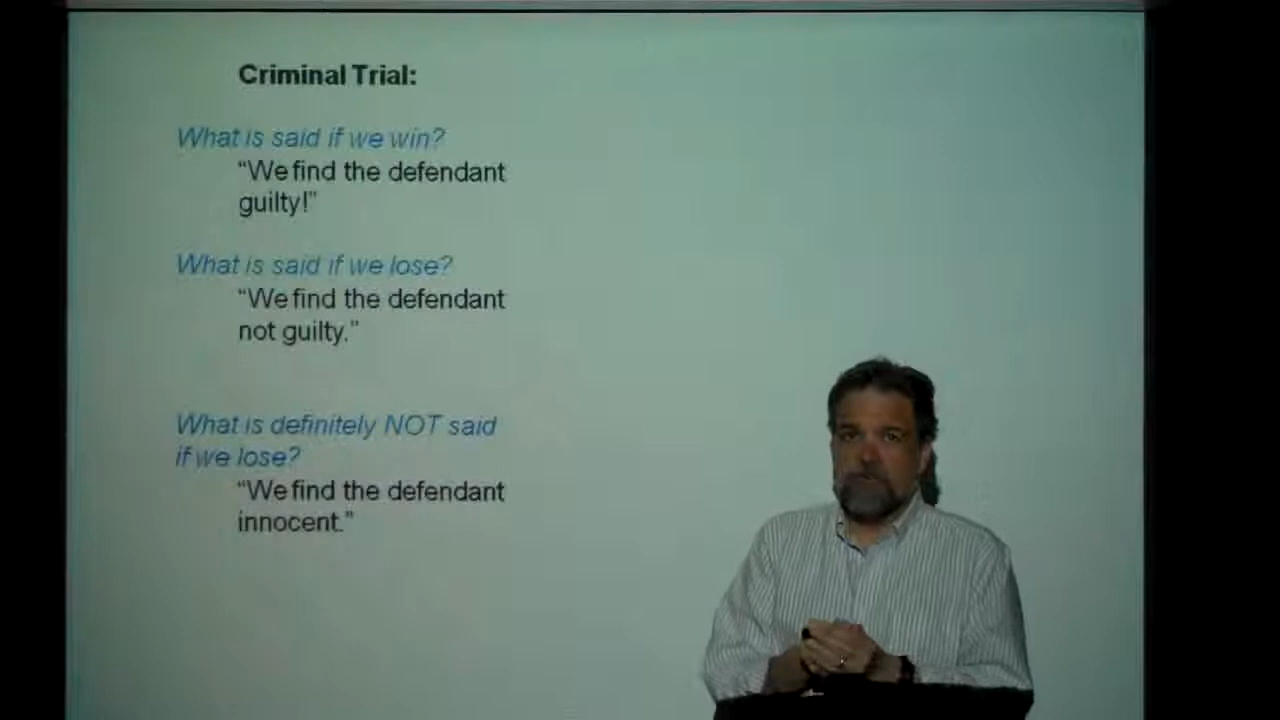 Criminal Trial:
What is said if we win?
“We find the defendant
guilty!”
What is said if we lose?
“We find the defendant
not guilty.”
What is definitely NOT said
if we lose?
“We find the defendant
innocent.”